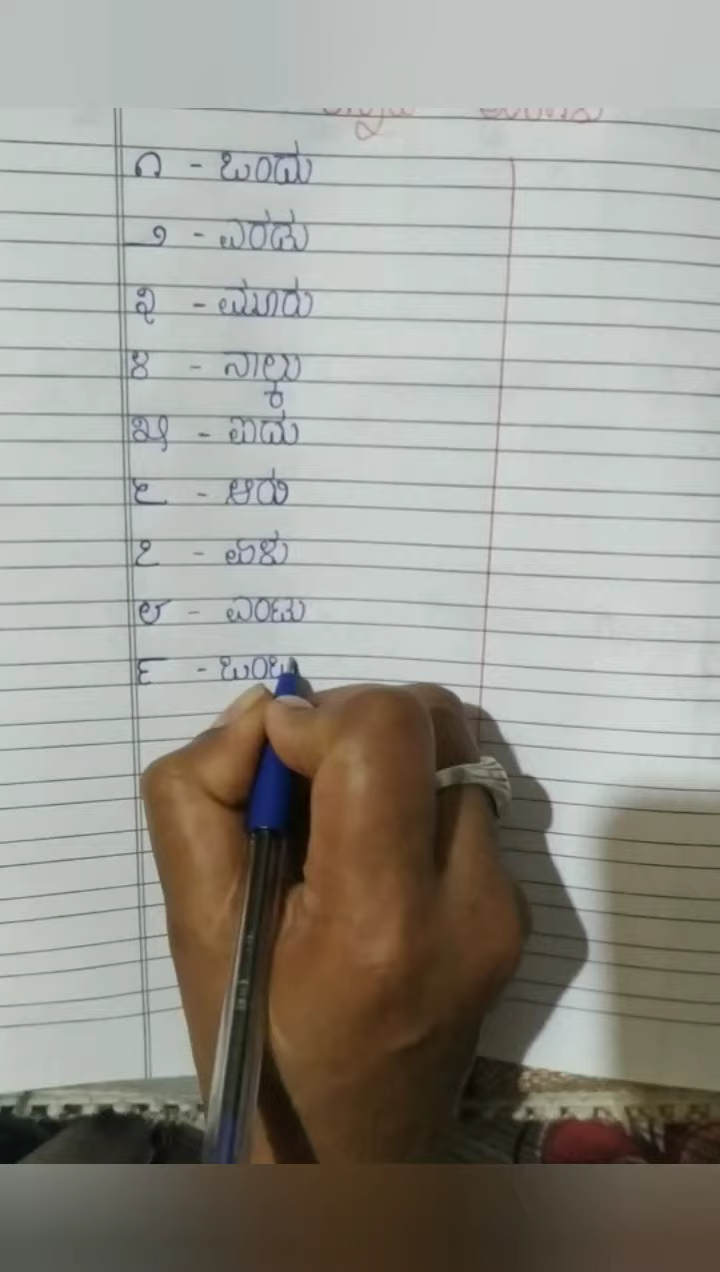 ೧ - ಒಂದು
೨ - ಎರಡು
೩ - ಮೂರು
೪ - ನಾಲ್ಕು
೫ - ಐದು
೬ - ಆರು
೭ - ಏಳು
೮ - ಎಂಟು
೯ - ಒಂಬ